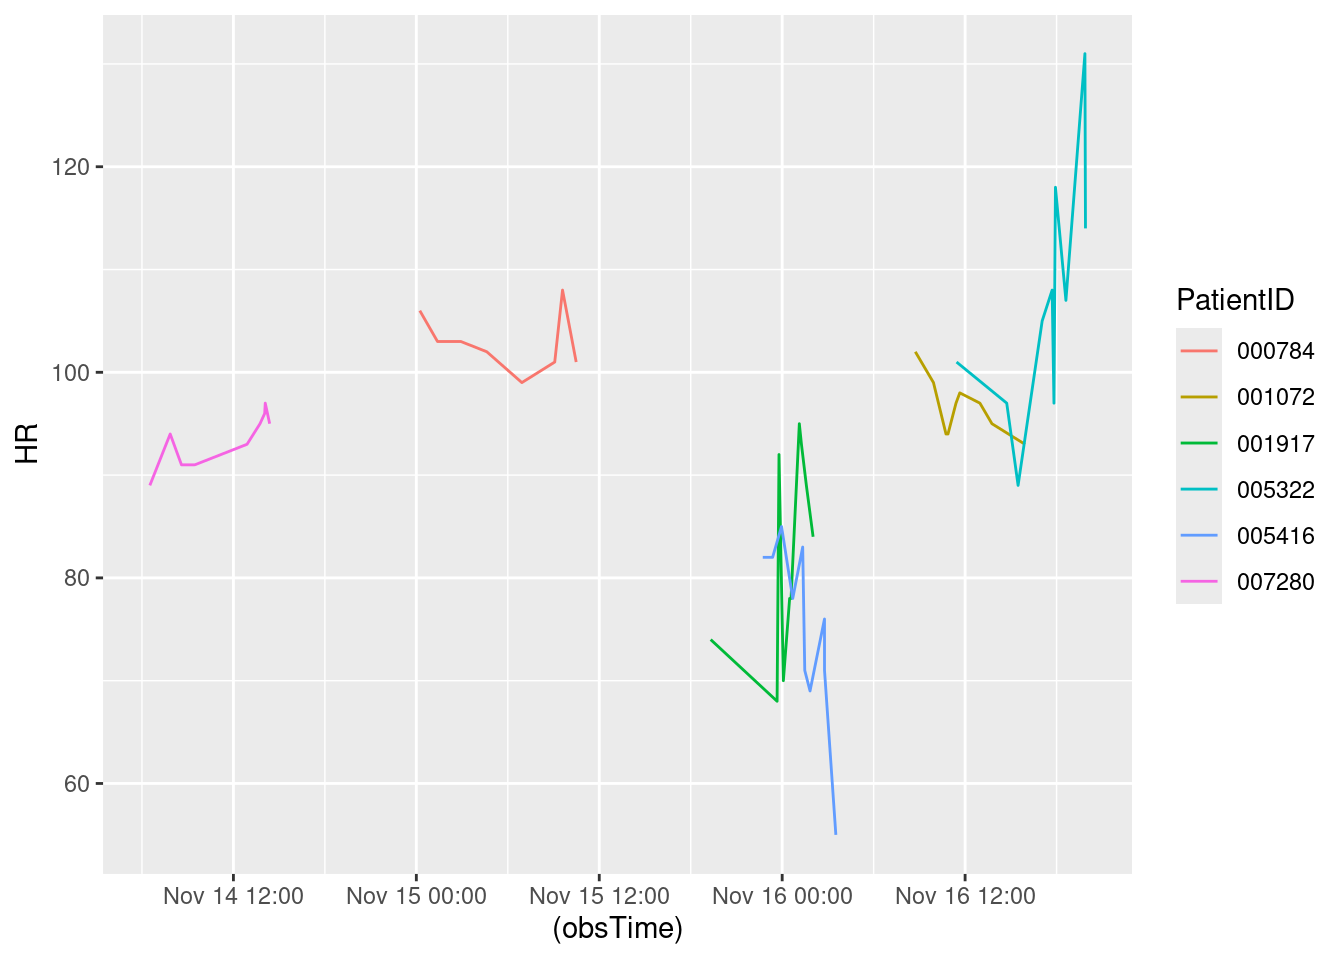 120
100
80
60
HR
Nov 14 12:00
Nov 15 00:00
Nov 15 12:00
Nov 16 00:00
Nov 16 12:00
(obsTime)
PatientID
000784
001072
001917
005322
005416
007280